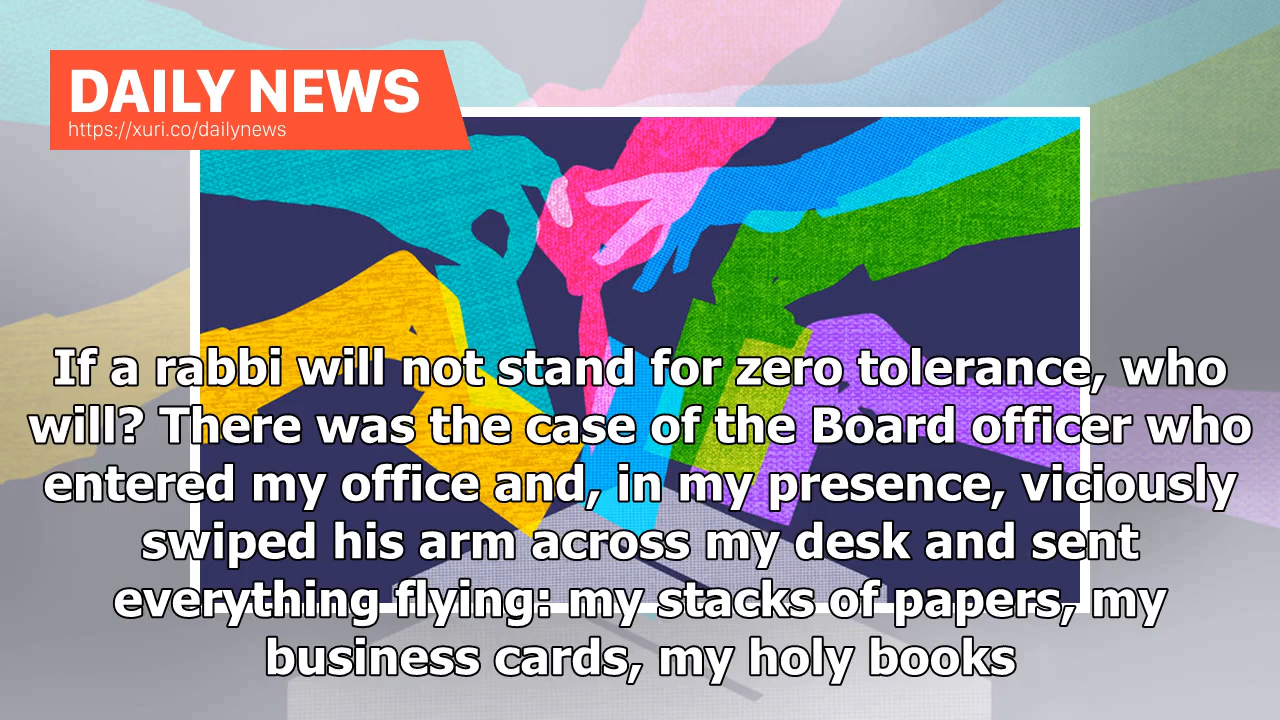 DAILY NEWS
https://xuri.co/dailynews
If a rabbi will not stand for zero tolerance, who
will? There was the case of the Board officer who
entered my office and, in my presence, viciously
swiped his arm across my desk and sent
everything flying: my stacks of papers, my
business cards, my holy books